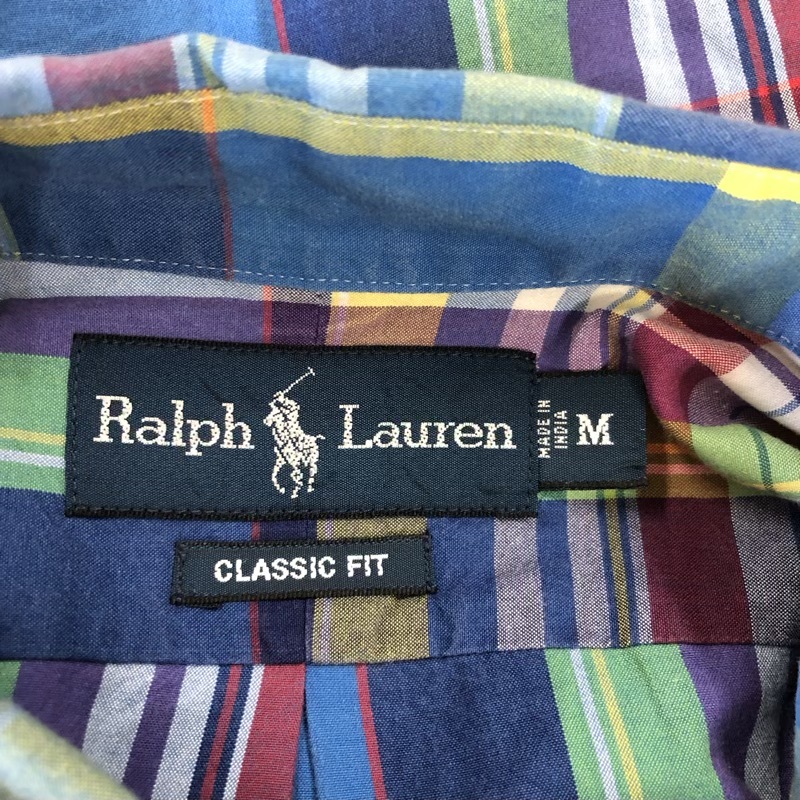 Ralph Lauren
MADE IN
INDIA
M
CLASSIC FIT